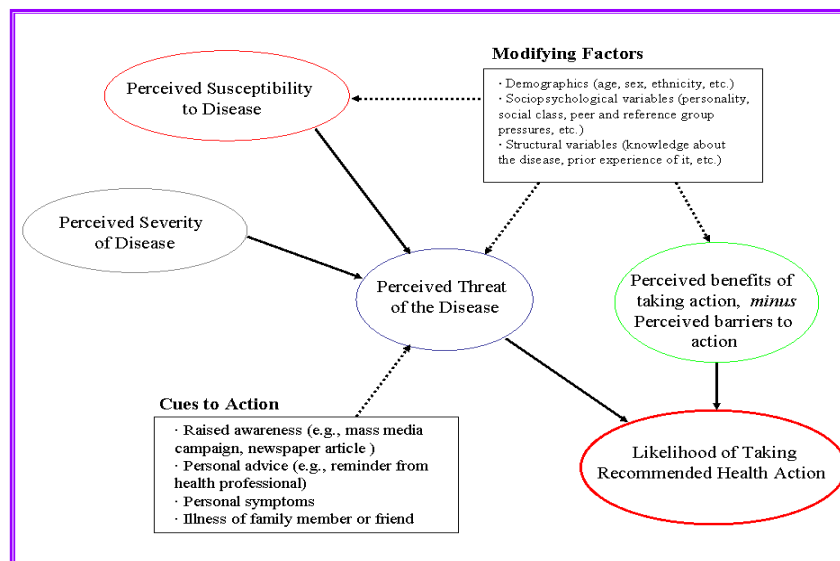 Modifying Factors
· Demographics (age, sex, ethnicity, etc.)
· Sociopsychological variables (personality,
social class, peer and reference group
pressures, etc.)
· Structural variables (knowledge about
the disease, prior experience of it, etc.)
Perceived Susceptibility
to Disease
Perceived Severity
of Disease
Perceived Threat
of the Disease
Perceived benefits of
taking action, minus
Perceived barriers to
action
Cues to Action
· Raised awareness (e.g., mass media
campaign, newspaper article )
· Personal advice (e.g., reminder from
health professional)
· Personal symptoms
· Illness of family member or friend
Likelihood of Taking
Recommended Health Action